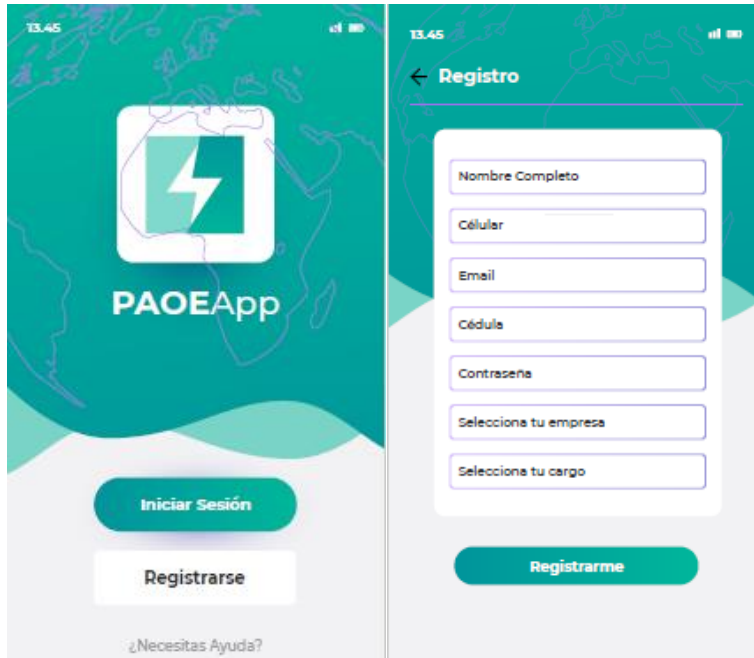 13.45
PAOEApp
Iniciar Sesión
Registrarse
¿Necesitas Ayuda?
13.45
Registro
Nombre Completo
Célular
Email
Cédula
Contraseña
Selecciona tu empresa
Selecciona tu cargo
Registrarme